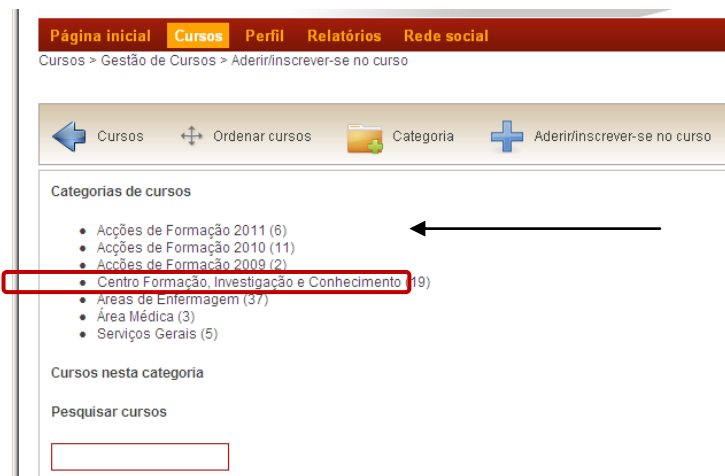 Página inicial Cursos Perfil Relatórios Rede social
Cursos > Gestão de Cursos > Aderir/inscrever-se no curso
Cursos Ordenar cursos Categoria Aderir/inscrever-se no curso
Categorias de cursos
Acções de Formação 2011 (6)
Acções de Formação 2010 (11)
Acções de Formação 2009 (2)
Centro Formação, Investigação e Conhecimento (19)
Áreas de Enfermagem (37)
Área Médica (3)
Serviços Gerais (5)
Cursos nesta categoria
Pesquisar cursos